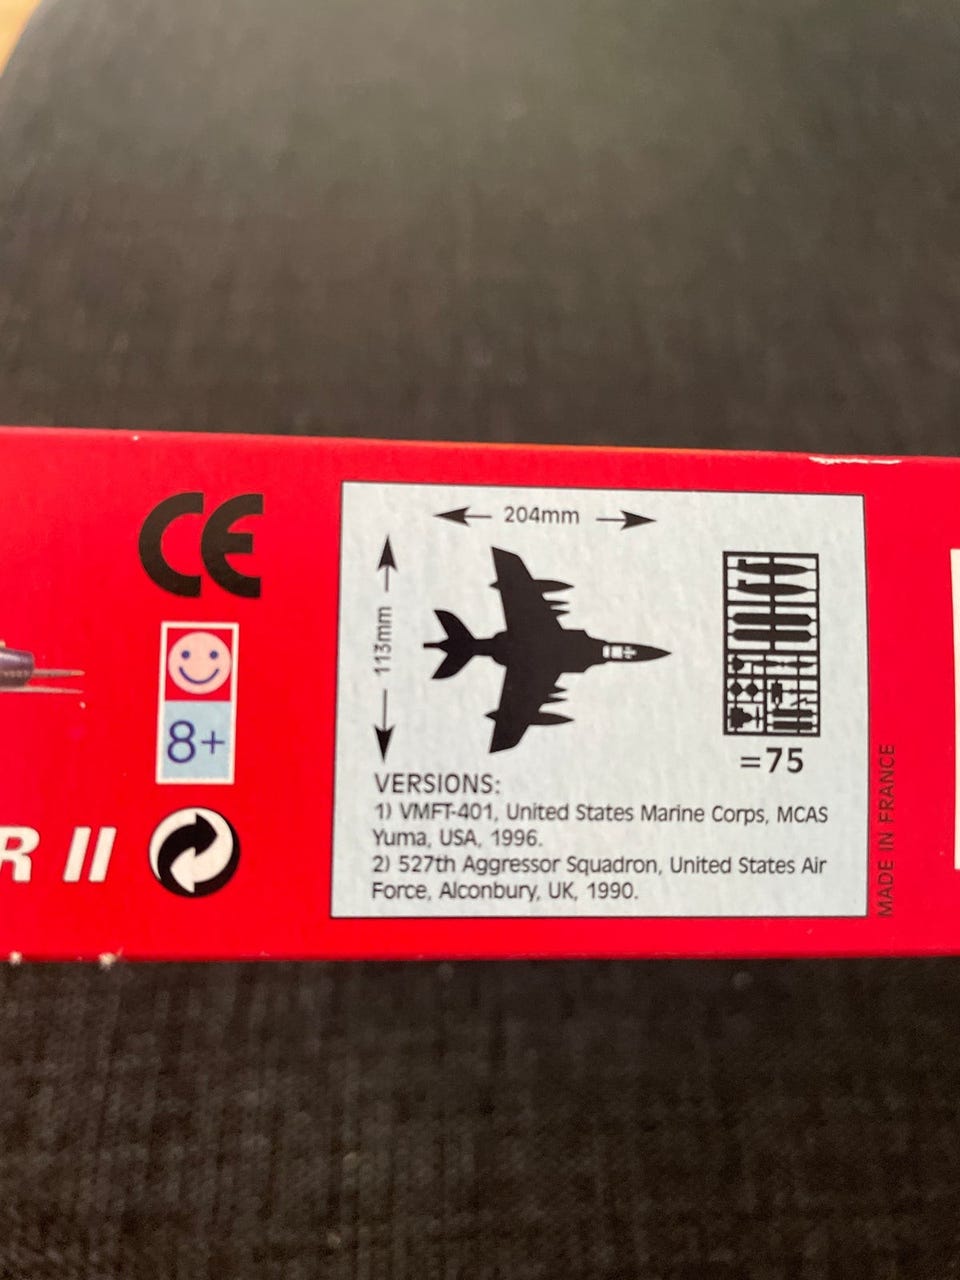 CE
8+
R II
204mm
113mm
=75
VERSIONS:
1) VMFT-401, United States Marine Corps, MCAS
Yuma, USA, 1996.
2) 527th Aggressor Squadron, United States Air
Force, Alconbury, UK, 1990.
MADE IN FRANCE